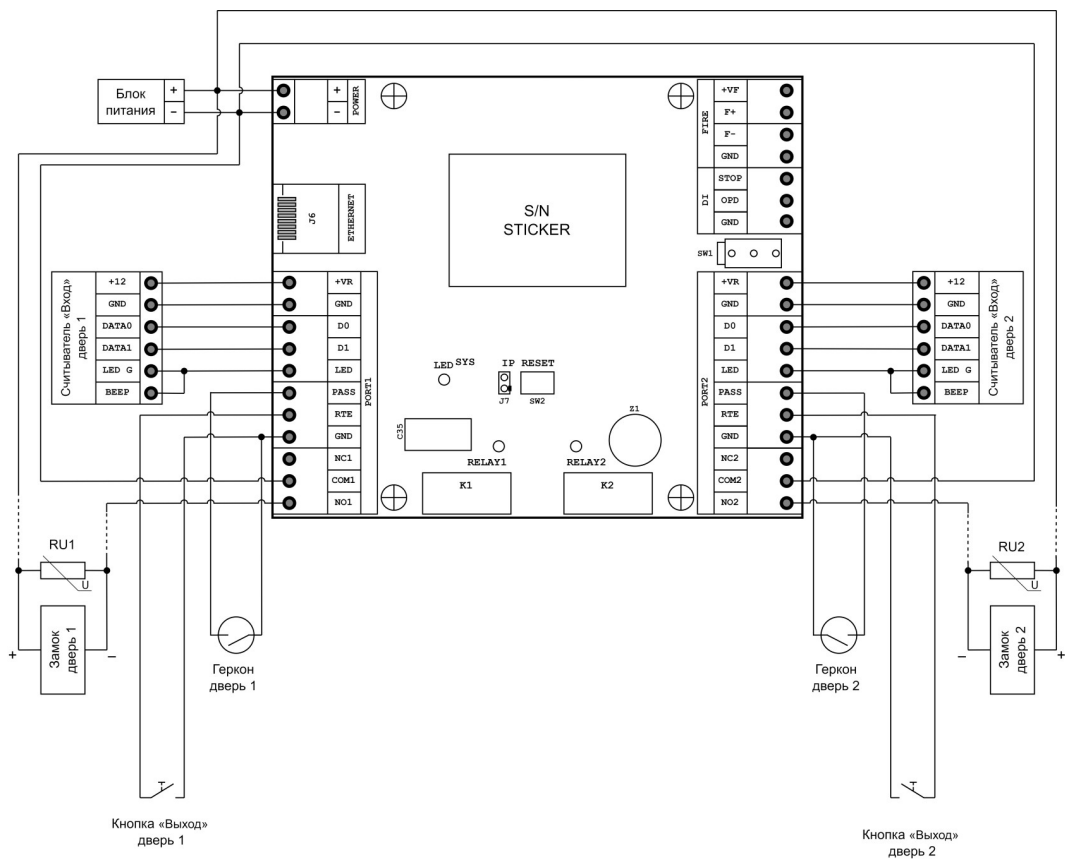 Блок
питания
+
−
+
−
POWER
J6
ETHERNET
S/N
STICKER
FIRE
+VF
F+
F-
GND
DI
STOP
OPD
GND
SW1
Считыватель «Вход»
дверь 1
+12
GND
DATA0
DATA1
LED G
BEEP
PORT1
+VR
GND
D0
D1
LED
PASS
RTE
GND
NC1
COM1
NO1
LED SYS
IP RESET
J7
SW2
C35
Z1
RELAY1
RELAY2
K1
K2
PORT2
+VR
GND
D0
D1
LED
PASS
RTE
GND
NC2
COM2
NO2
+12
GND
DATA0
DATA1
LED G
BEEP
Считыватель «Вход»
дверь 2
RU1
U
Замок
дверь 1
+
−
Геркон
дверь 1
Кнопка «Выход»
дверь 1
RU2
U
Замок
дверь 2
−
+
Геркон
дверь 2
Кнопка «Выход»
дверь 2